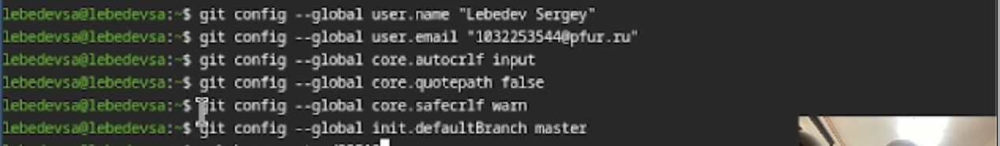 lebedevsa@lebedevsa:~$ git config --global user.name "Lebedev Sergey"
lebedevsa@lebedevsa:~$ git config --global user.email "1032253544@pfur.ru"
lebedevsa@lebedevsa:~$ git config --global core.autocrlf input
lebedevsa@lebedevsa:~$ git config --global core.quotepath false
lebedevsa@lebedevsa:~$ git config --global core.safecrlf warn
lebedevsa@lebedevsa:~$ git config --global init.defaultBranch master